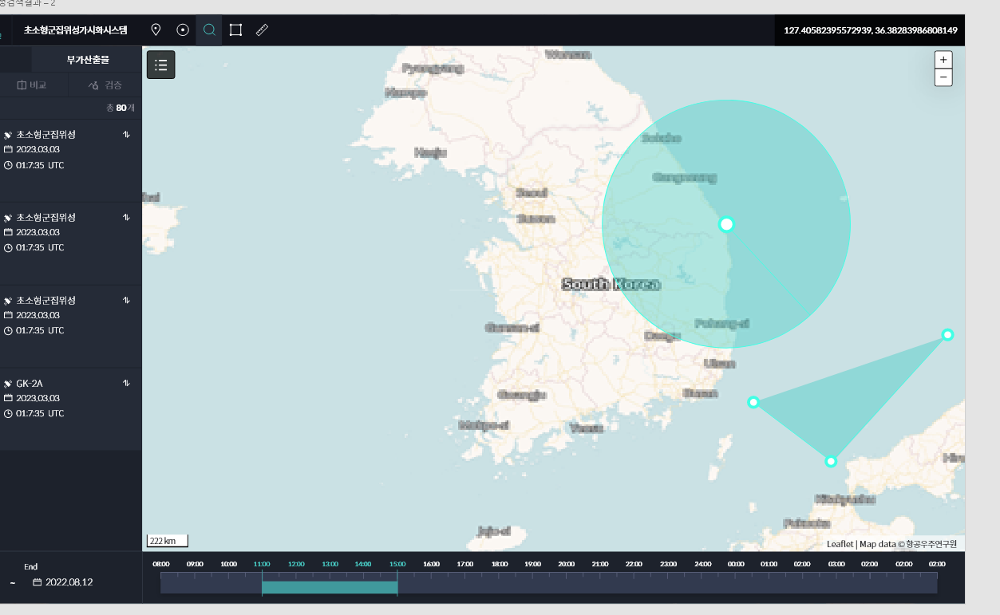 초소형군집위성가시화시스템
127.40582395572939, 36.38283986808149
부가산출물
비교 검증
총 80개
초소형군집위성
2023.03.03
01:7:35 UTC
초소형군집위성
2023.03.03
01:7:35 UTC
초소형군집위성
2023.03.03
01:7:35 UTC
GK-2A
2023.03.03
01:7:35 UTC
+
−
Wonsan
Pyongyang
Nampo
Haeju
Sokcho
Gangneung
Seoul
Suwon
South Korea
Gunsan-si
Pohang-si
Daegu
Ulsan
Gwangju
Busan
Mokpo-si
Yeosu
Kitakyushu
Fukuoka
Jeju-si
222 km
Leaflet | Map data © 항공우주연구원
08:00 09:00 10:00 11:00 12:00 13:00 14:00 15:00 16:00 17:00 18:00 19:00 20:00 21:00 22:00 23:00 24:00 00:00 01:00 02:00 03:00 02:00 02:00 02:00
End
~ 2022,08,12